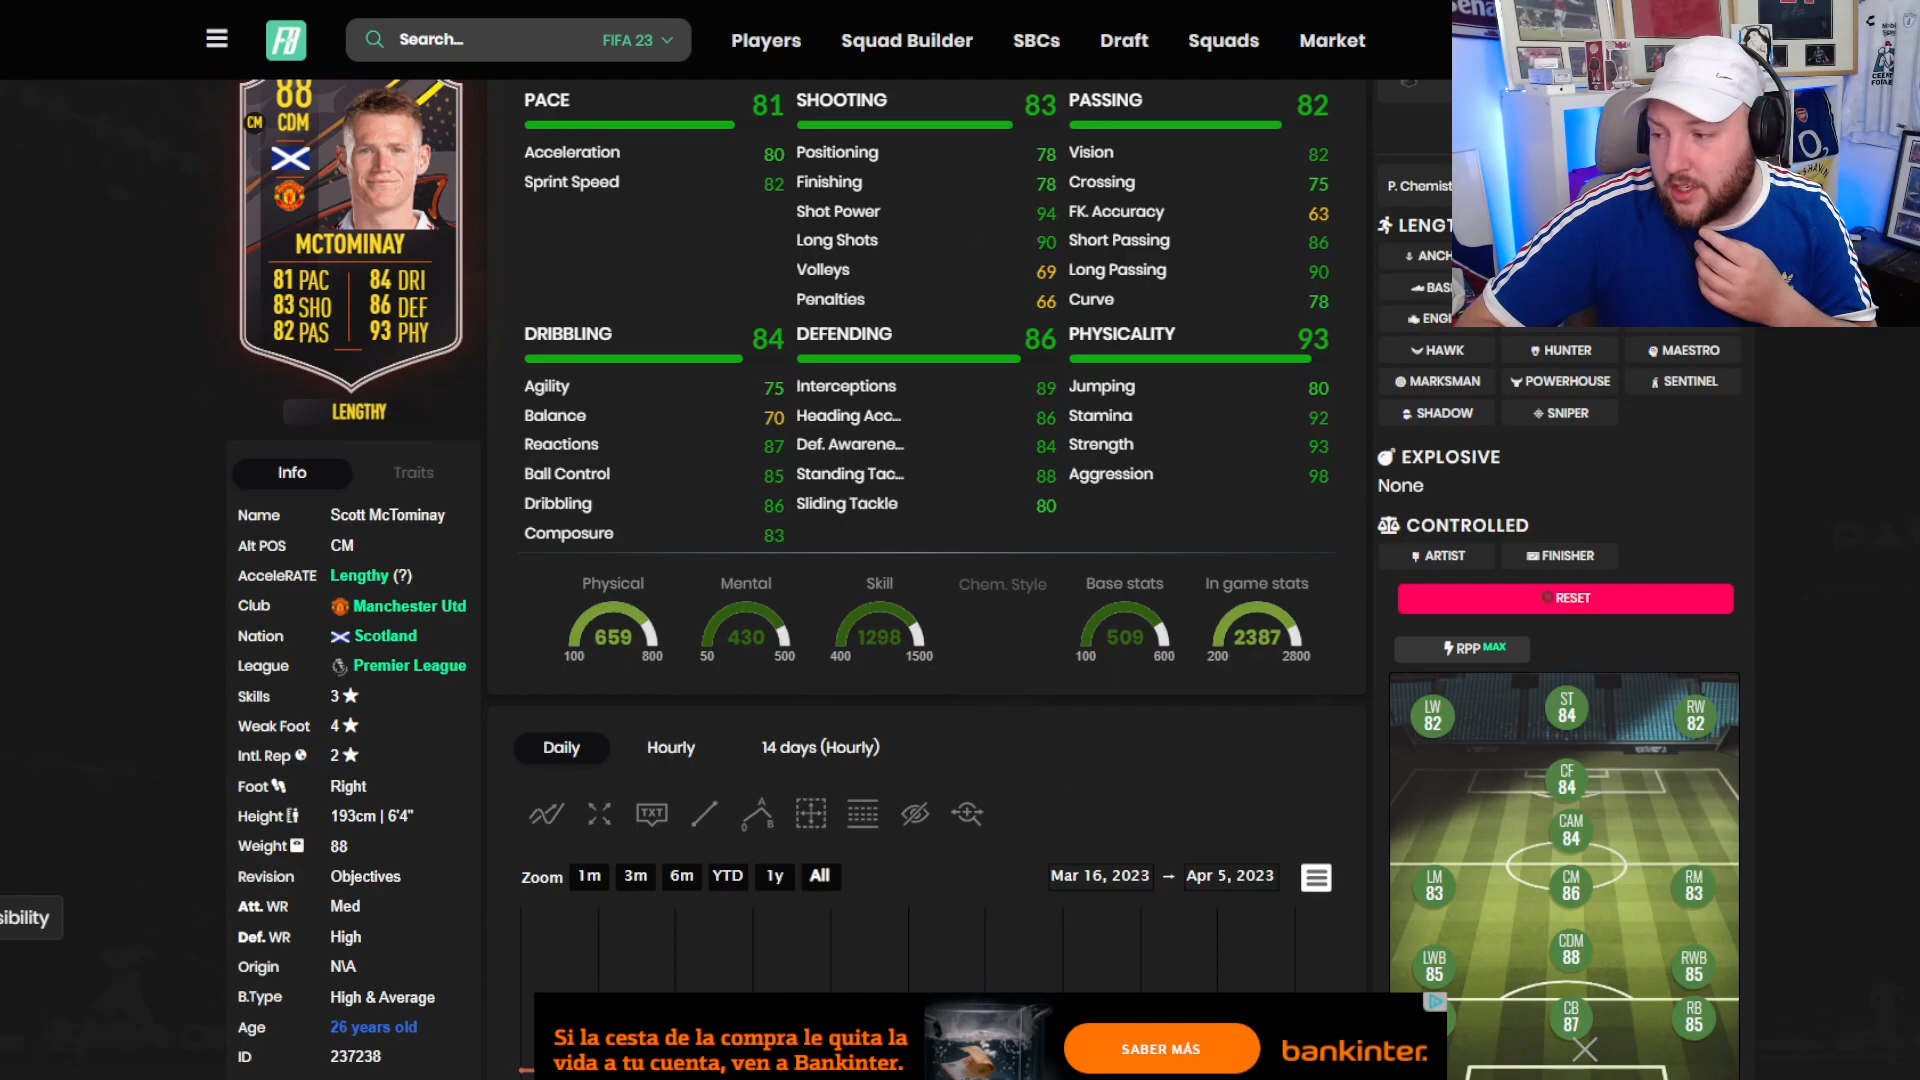 Search...
FIFA 23
Players
Squad Builder
SBCs
Draft
Squads
Market
88
CDM
CM
MCTOMINAY
81 PAC
84 DRI
83 SHO
86 DEF
82 PAS
93 PHY
LENGTHY
Info
Traits
Name Scott McTominay
Alt POS CM
AcceleRATE Lengthy (?)
Club Manchester Utd
Nation Scotland
League Premier League
Skills 3
Weak Foot 4
Intl. Rep 2
Foot Right
Height 193cm | 6'4"
Weight 88
Revision Objectives
Att. WR Med
Def. WR High
Origin N\A
B.Type High & Average
Age 26 years old
ID 237238
sibility
PACE 81
Acceleration 80
Sprint Speed 82
SHOOTING 83
Positioning 78
Finishing 78
Shot Power 94
Long Shots 90
Volleys 69
Penalties 66
PASSING 82
Vision 82
Crossing 75
FK. Accuracy 63
Short Passing 86
Long Passing 90
Curve 78
DRIBBLING 84
Agility 75
Balance 70
Reactions 87
Ball Control 85
Dribbling 86
Composure 83
DEFENDING 86
Interceptions 89
Heading Acc... 86
Def. Awarene... 84
Standing Tac... 88
Sliding Tackle 80
PHYSICALITY 93
Jumping 80
Stamina 92
Strength 93
Aggression 98
Physical
659
100 800
Mental
430
50 500
Skill
1298
400 1500
Chem. Style
Base stats
509
100 600
In game stats
2387
200 2800
Daily
Hourly
14 days (Hourly)
TXT
A
0 B
Zoom 1m 3m 6m YTD 1y All
Mar 16, 2023 → Apr 5, 2023
Si la cesta de la compra le quita la
vida a tu cuenta, ven a Bankinter.
SABER MÁS
bankinter.
P. Chemist
LENGT
ANCH
BAS
ENGI
HAWK
HUNTER
MAESTRO
MARKSMAN
POWERHOUSE
SENTINEL
SHADOW
SNIPER
EXPLOSIVE
None
CONTROLLED
ARTIST
FINISHER
RESET
RPP MAX
LW
82
ST
84
RW
82
CF
84
CAM
84
LM
83
CM
86
RM
83
LWB
85
CDM
88
RWB
85
CB
87
RB
85